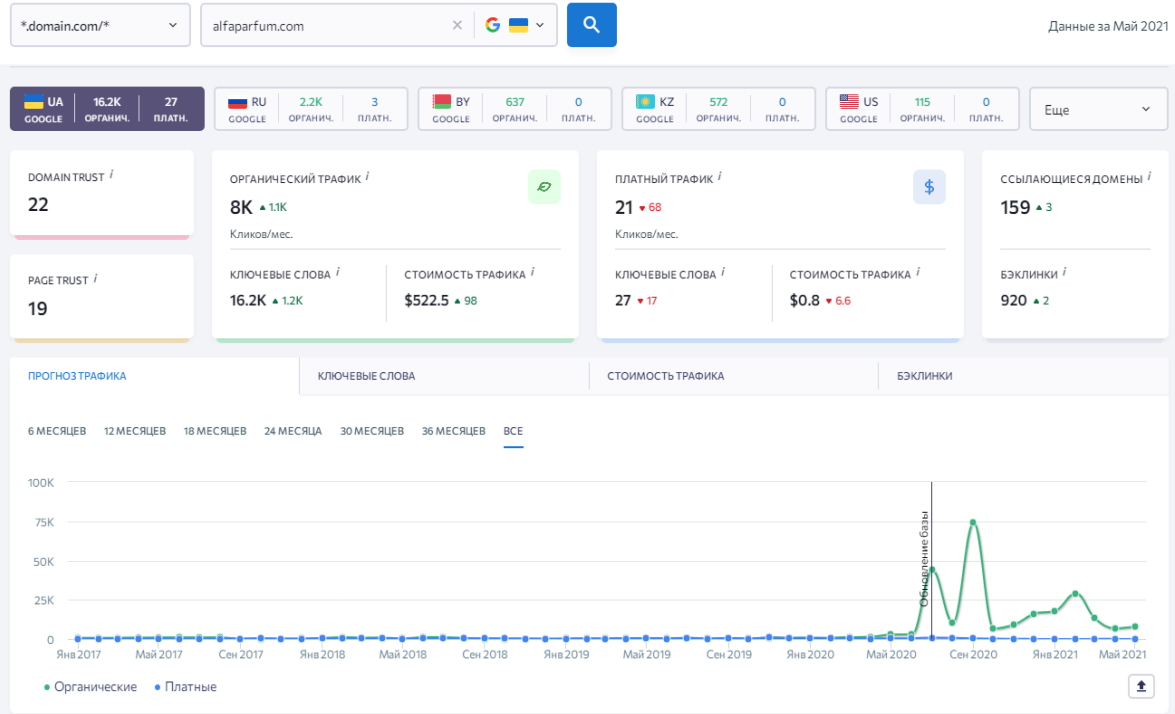 *.domain.com/* alfaparfum.com Данные за Май 2021
UA 16.2K 27 RU 2.2K 3 BY 637 0 KZ 572 0 US 115 0 Еще
GOOGLE ОРГАНИЧ. ПЛАТН. GOOGLE ОРГАНИЧ. ПЛАТН. GOOGLE ОРГАНИЧ. ПЛАТН. GOOGLE ОРГАНИЧ. ПЛАТН. GOOGLE ОРГАНИЧ. ПЛАТН.
DOMAIN TRUST i
22
PAGE TRUST i
19
ОРГАНИЧЕСКИЙ ТРАФИК i
8K 1.1K
Кликов/мес.
КЛЮЧЕВЫЕ СЛОВА i СТОИМОСТЬ ТРАФИКА i
16.2K 1.2K $522.5 98
ПЛАТНЫЙ ТРАФИК i $
21 68
Кликов/мес.
КЛЮЧЕВЫЕ СЛОВА i СТОИМОСТЬ ТРАФИКА i
27 17 $0.8 6.6
ССЫЛАЮЩИЕСЯ ДОМЕНЫ i
159 3
БЭКЛИНКИ i
920 2
ПРОГНОЗ ТРАФИКА КЛЮЧЕВЫЕ СЛОВА СТОИМОСТЬ ТРАФИКА БЭКЛИНКИ
6 МЕСЯЦЕВ 12 МЕСЯЦЕВ 18 МЕСЯЦЕВ 24 МЕСЯЦА 30 МЕСЯЦЕВ 36 МЕСЯЦЕВ ВСЕ
100K
75K
50K
25K
0
Обновление базы
Янв 2017 Май 2017 Сен 2017 Янв 2018 Май 2018 Сен 2018 Янв 2019 Май 2019 Сен 2019 Янв 2020 Май 2020 Сен 2020 Янв 2021 Май 2021
Органические Платные